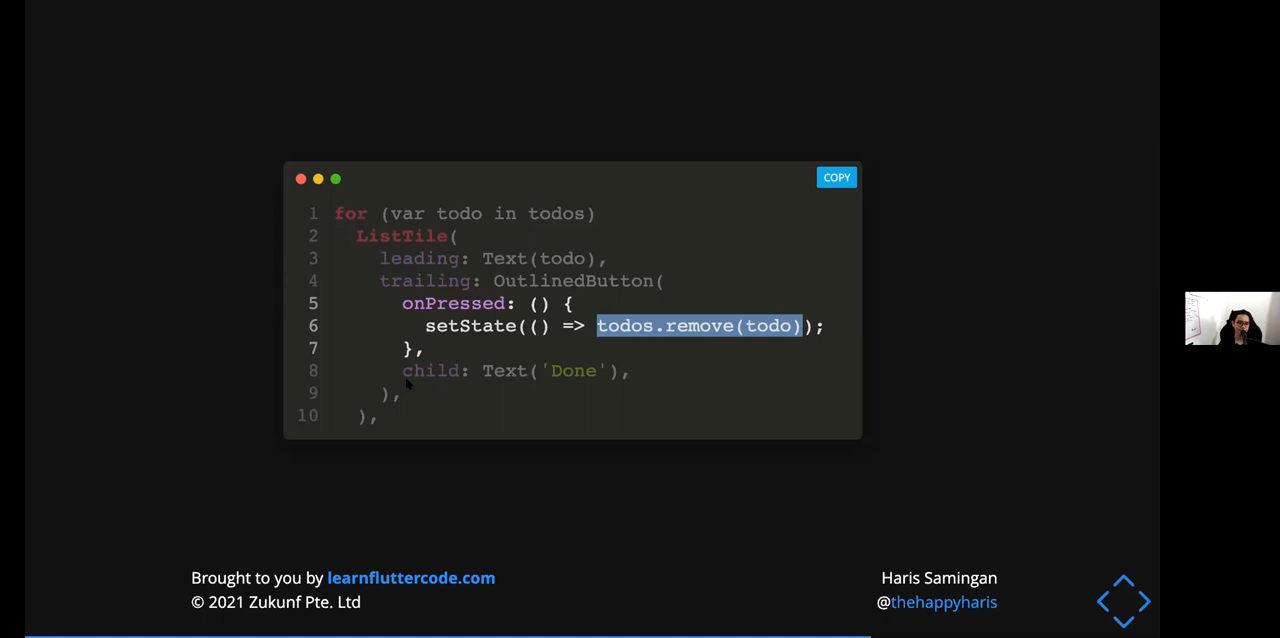 COPY
1 for (var todo in todos)
2 ListTile(
3 leading: Text(todo),
4 trailing: OutlinedButton(
5 onPressed: () {
6 setState(() => todos.remove(todo));
7 },
8 child: Text('Done'),
9 ),
10 ),
Brought to you by learnfluttercode.com
© 2021 Zukunf Pte. Ltd
Haris Samingan
@thehappyharis